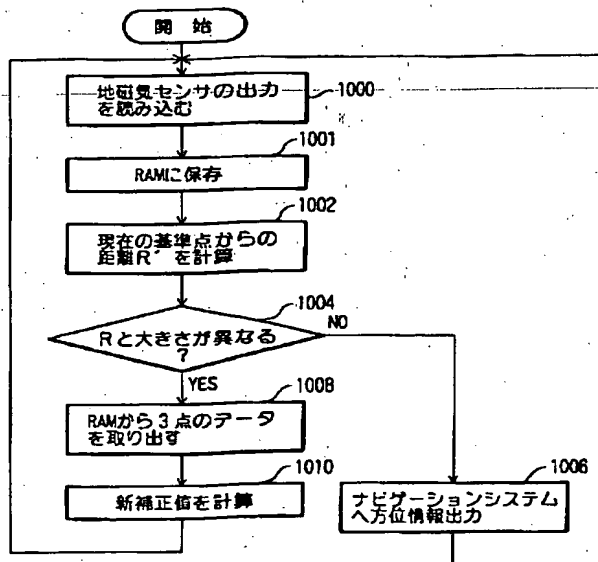 開 始
地磁気センサの出力
を読み込む
1000
1001
RAMに保存
1002
現在の基準点からの
距離R´を計算
1004
Rと大きさが異なる
?
NO
YES
1008
RAMから3点のデータ
を取り出す
1010
新補正値を計算
1006
ナビゲーションシステム
へ方位情報出力